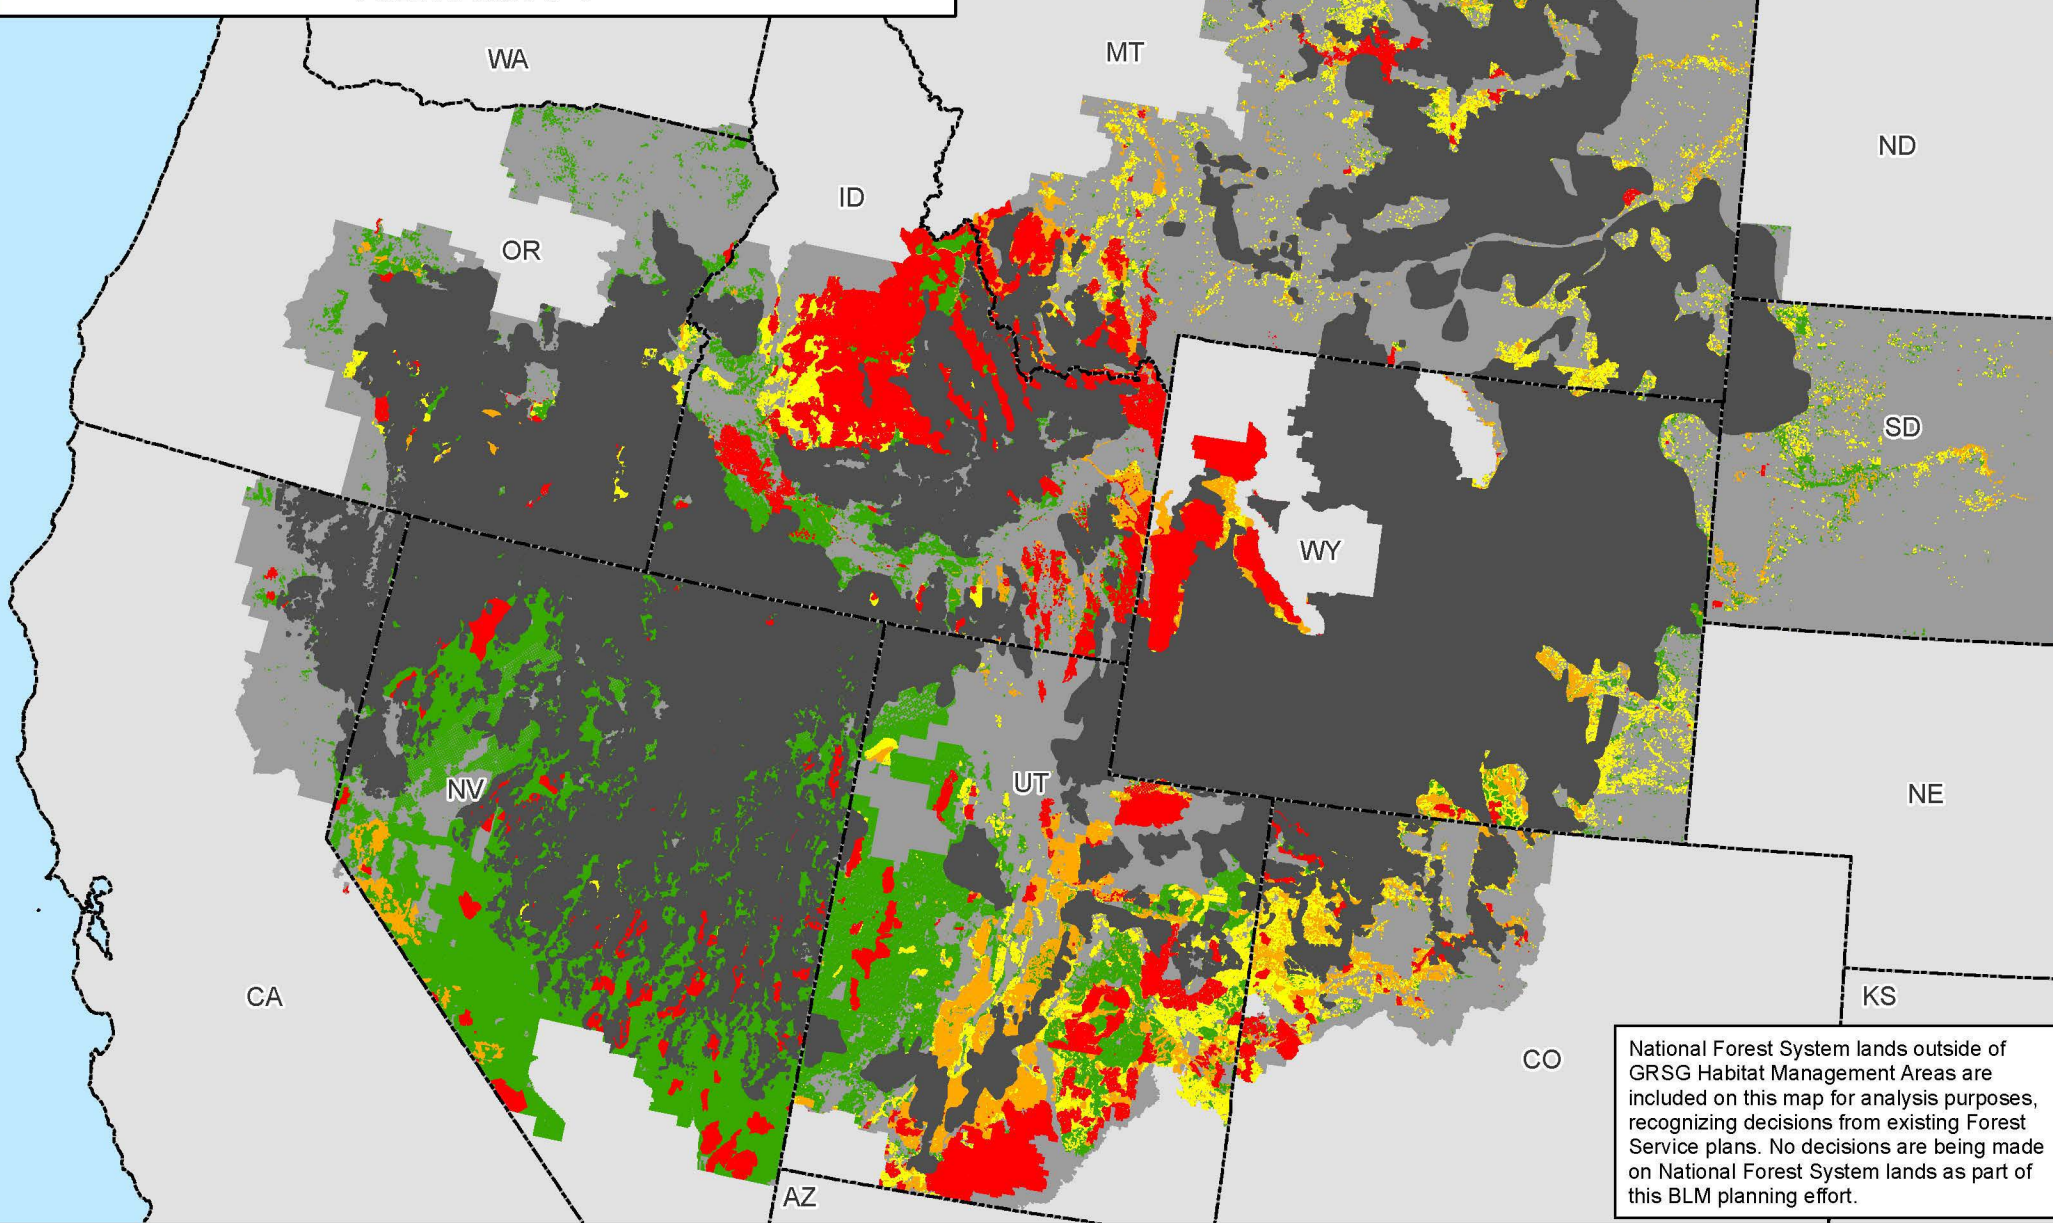 WA
MT
ND
ID
OR
SD
WY
NV
UT
NE
CA
KS
CO
AZ
National Forest System lands outside of
GRSG Habitat Management Areas are
included on this map for analysis purposes,
recognizing decisions from existing Forest
Service plans. No decisions are being made
on National Forest System lands as part of
this BLM planning effort.